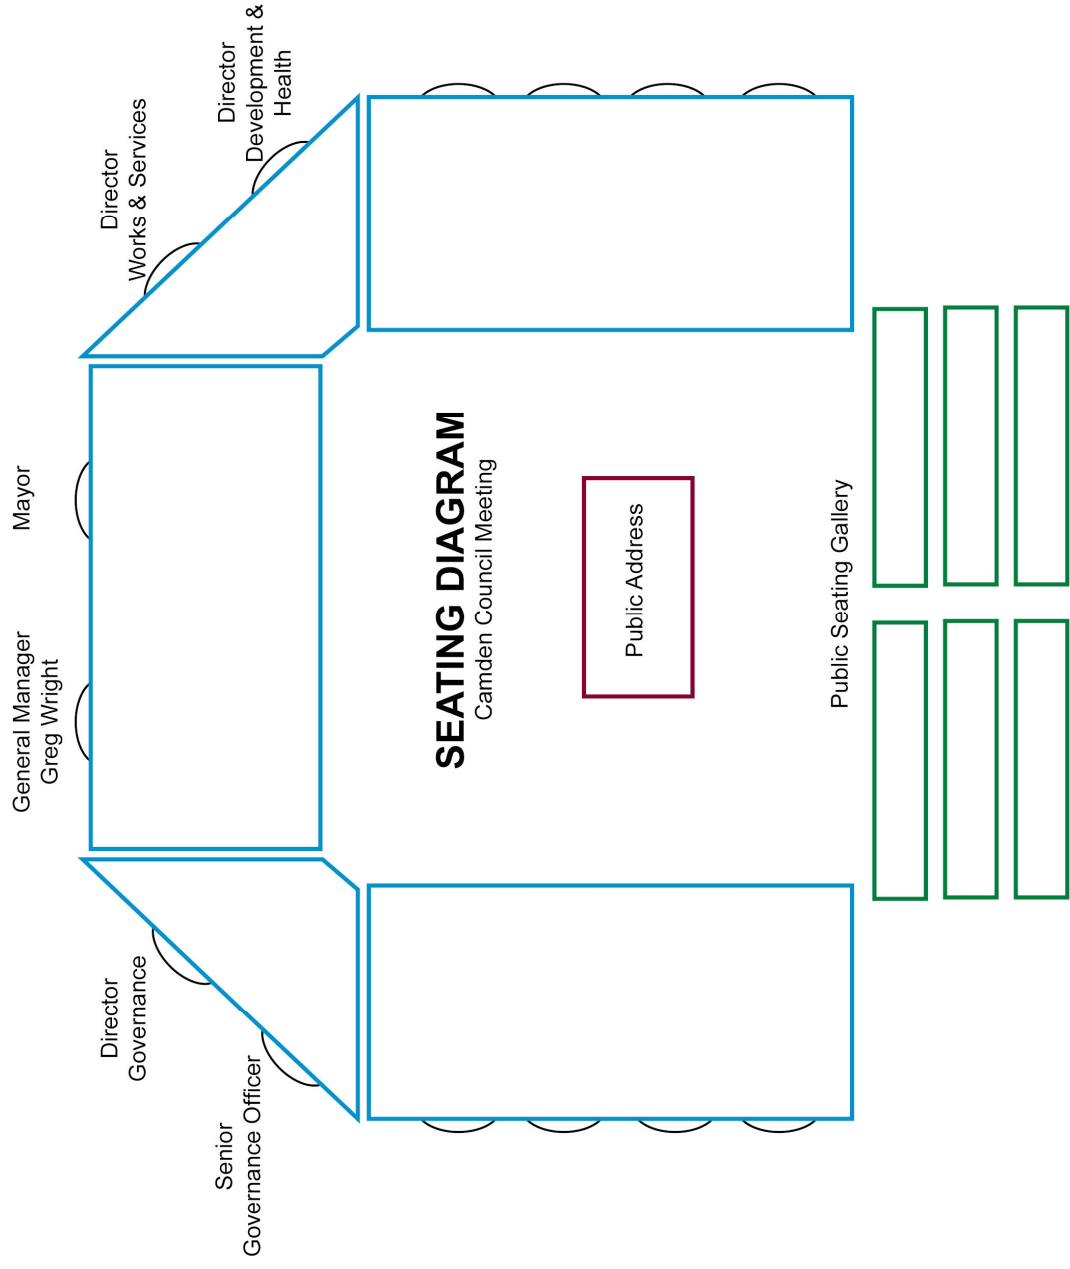 General Manager
Greg Wright
Mayor
Director
Governance
Director
Works & Services
Senior
Governance Officer
Director
Development &
Health
SEATING DIAGRAM
Camden Council Meeting
Public Address
Public Seating Gallery